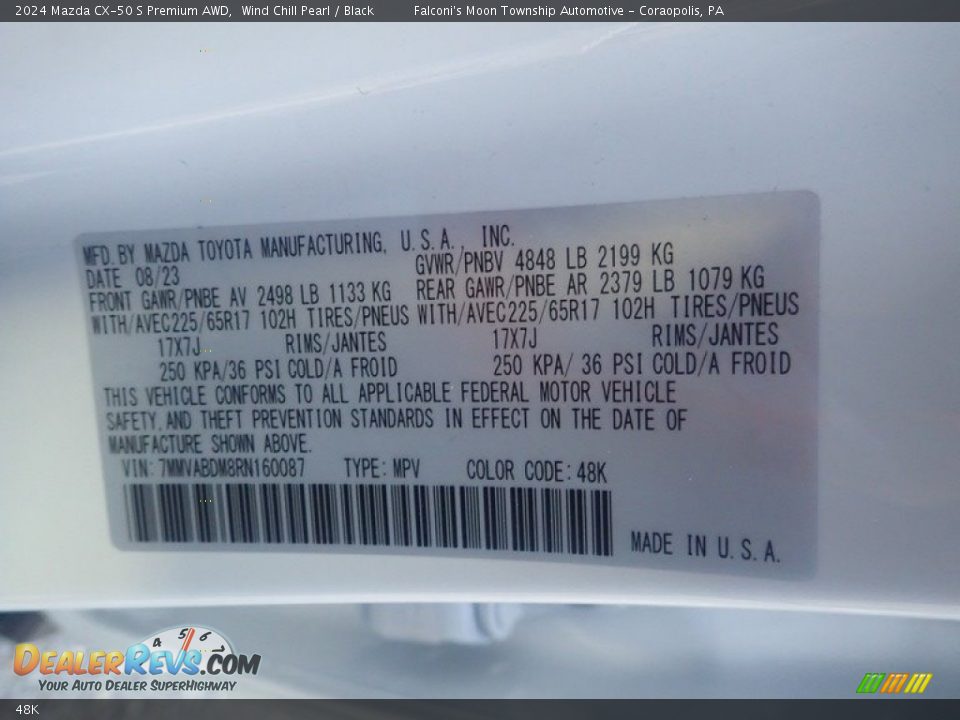 2024 Mazda CX-50 S Premium AWD, Wind Chill Pearl / Black Falconi's Moon Township Automotive - Coraopolis, PA
MFD. BY MAZDA TOYOTA MANUFACTURING, U.S.A., INC.
DATE 08/23 GVWR/PNBV 4848 LB 2199 KG
FRONT GAWR/PNBE AV 2498 LB 1133 KG REAR GAWR/PNBE AR 2379 LB 1079 KG
WITH/AVEC225/65R17 102H TIRES/PNEUS WITH/AVEC225/65R17 102H TIRES/PNEUS
17X7J RIMS/JANTES 17X7J RIMS/JANTES
250 KPA/36 PSI COLD/A FROID 250 KPA/ 36 PSI COLD/A FROID
THIS VEHICLE CONFORMS TO ALL APPLICABLE FEDERAL MOTOR VEHICLE
SAFETY AND THEFT PREVENTION STANDARDS IN EFFECT ON THE DATE OF
MANUFACTURE SHOWN ABOVE.
VIN: 7MMVABDM8RN160087 TYPE: MPV COLOR CODE: 48K
MADE IN U.S.A.
4 5 6
DealerRevs.com
Your Auto Dealer SuperHighway
48K